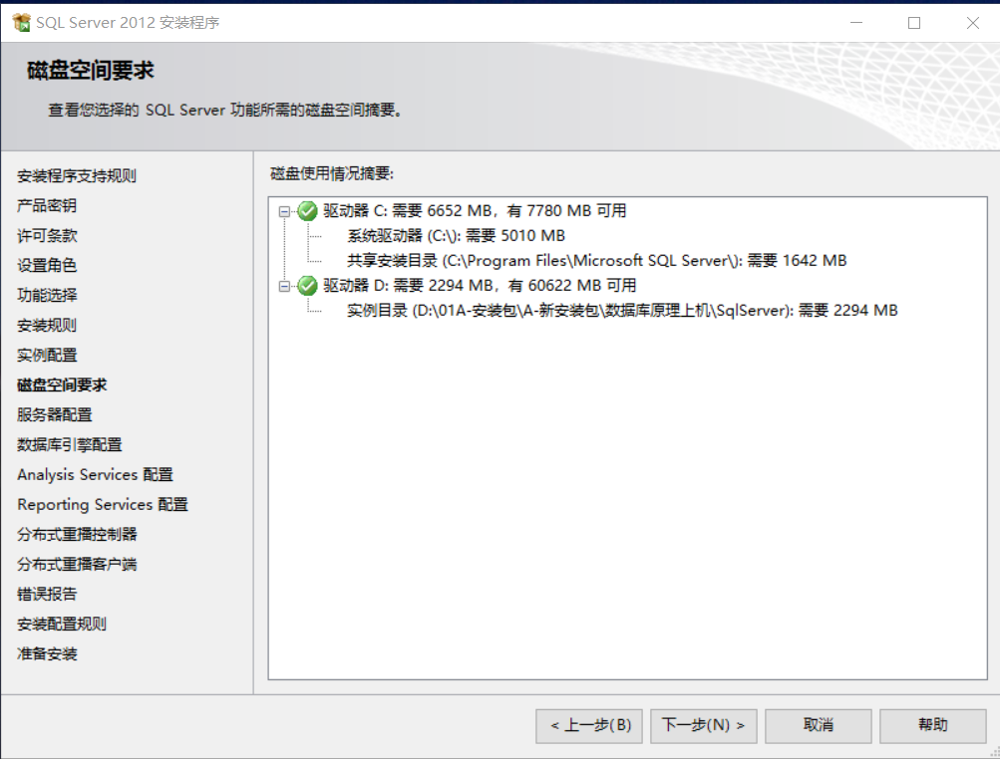 SQL Server 2012 安装程序
磁盘空间要求
查看您选择的 SQL Server 功能所需的磁盘空间摘要。
安装程序支持规则
产品密钥
许可条款
设置角色
功能选择
安装规则
实例配置
磁盘空间要求
服务器配置
数据库引擎配置
Analysis Services 配置
Reporting Services 配置
分布式重播控制器
分布式重播客户端
错误报告
安装配置规则
准备安装
磁盘使用情况摘要:
驱动器 C: 需要 6652 MB，有 7780 MB 可用
系统驱动器 (C:\): 需要 5010 MB
共享安装目录 (C:\Program Files\Microsoft SQL Server\): 需要 1642 MB
驱动器 D: 需要 2294 MB，有 60622 MB 可用
实例目录 (D:\01A-安装包\A-新安装包\数据库原理上机\SqlServer): 需要 2294 MB
< 上一步(B)
下一步(N) >
取消
帮助